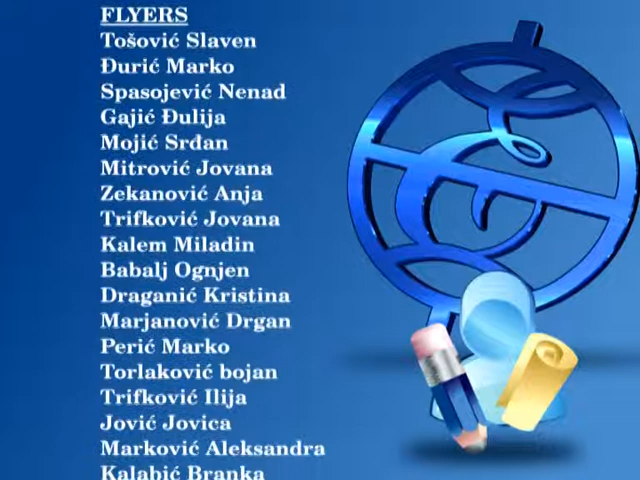 FLYERS
Tošović Slaven
Đurić Marko
Spasojević Nenad
Gajić Đulija
Mojić Srđan
Mitrović Jovana
Zekanović Anja
Trifković Jovana
Kalem Miladin
Babalj Ognjen
Draganić Kristina
Marjanović Drgan
Perić Marko
Torlaković bojan
Trifković Ilija
Jović Jovica
Marković Aleksandra
Kalabić Branka